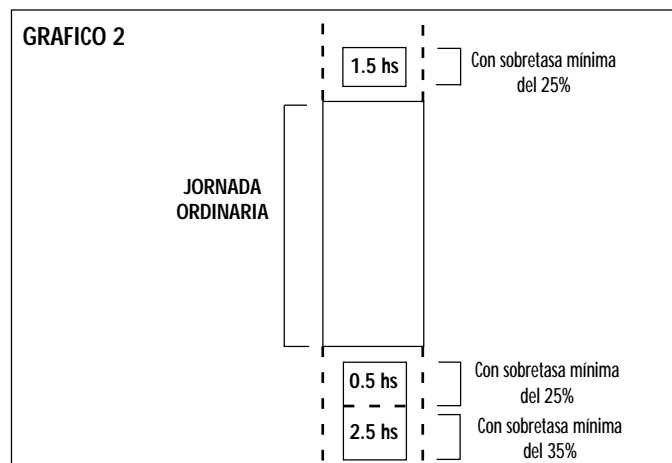 GRAFICO 2
1.5 hs
Con sobretasa mínima
del 25%
JORNADA
ORDINARIA
0.5 hs
Con sobretasa mínima
del 25%
2.5 hs
Con sobretasa mínima
del 35%